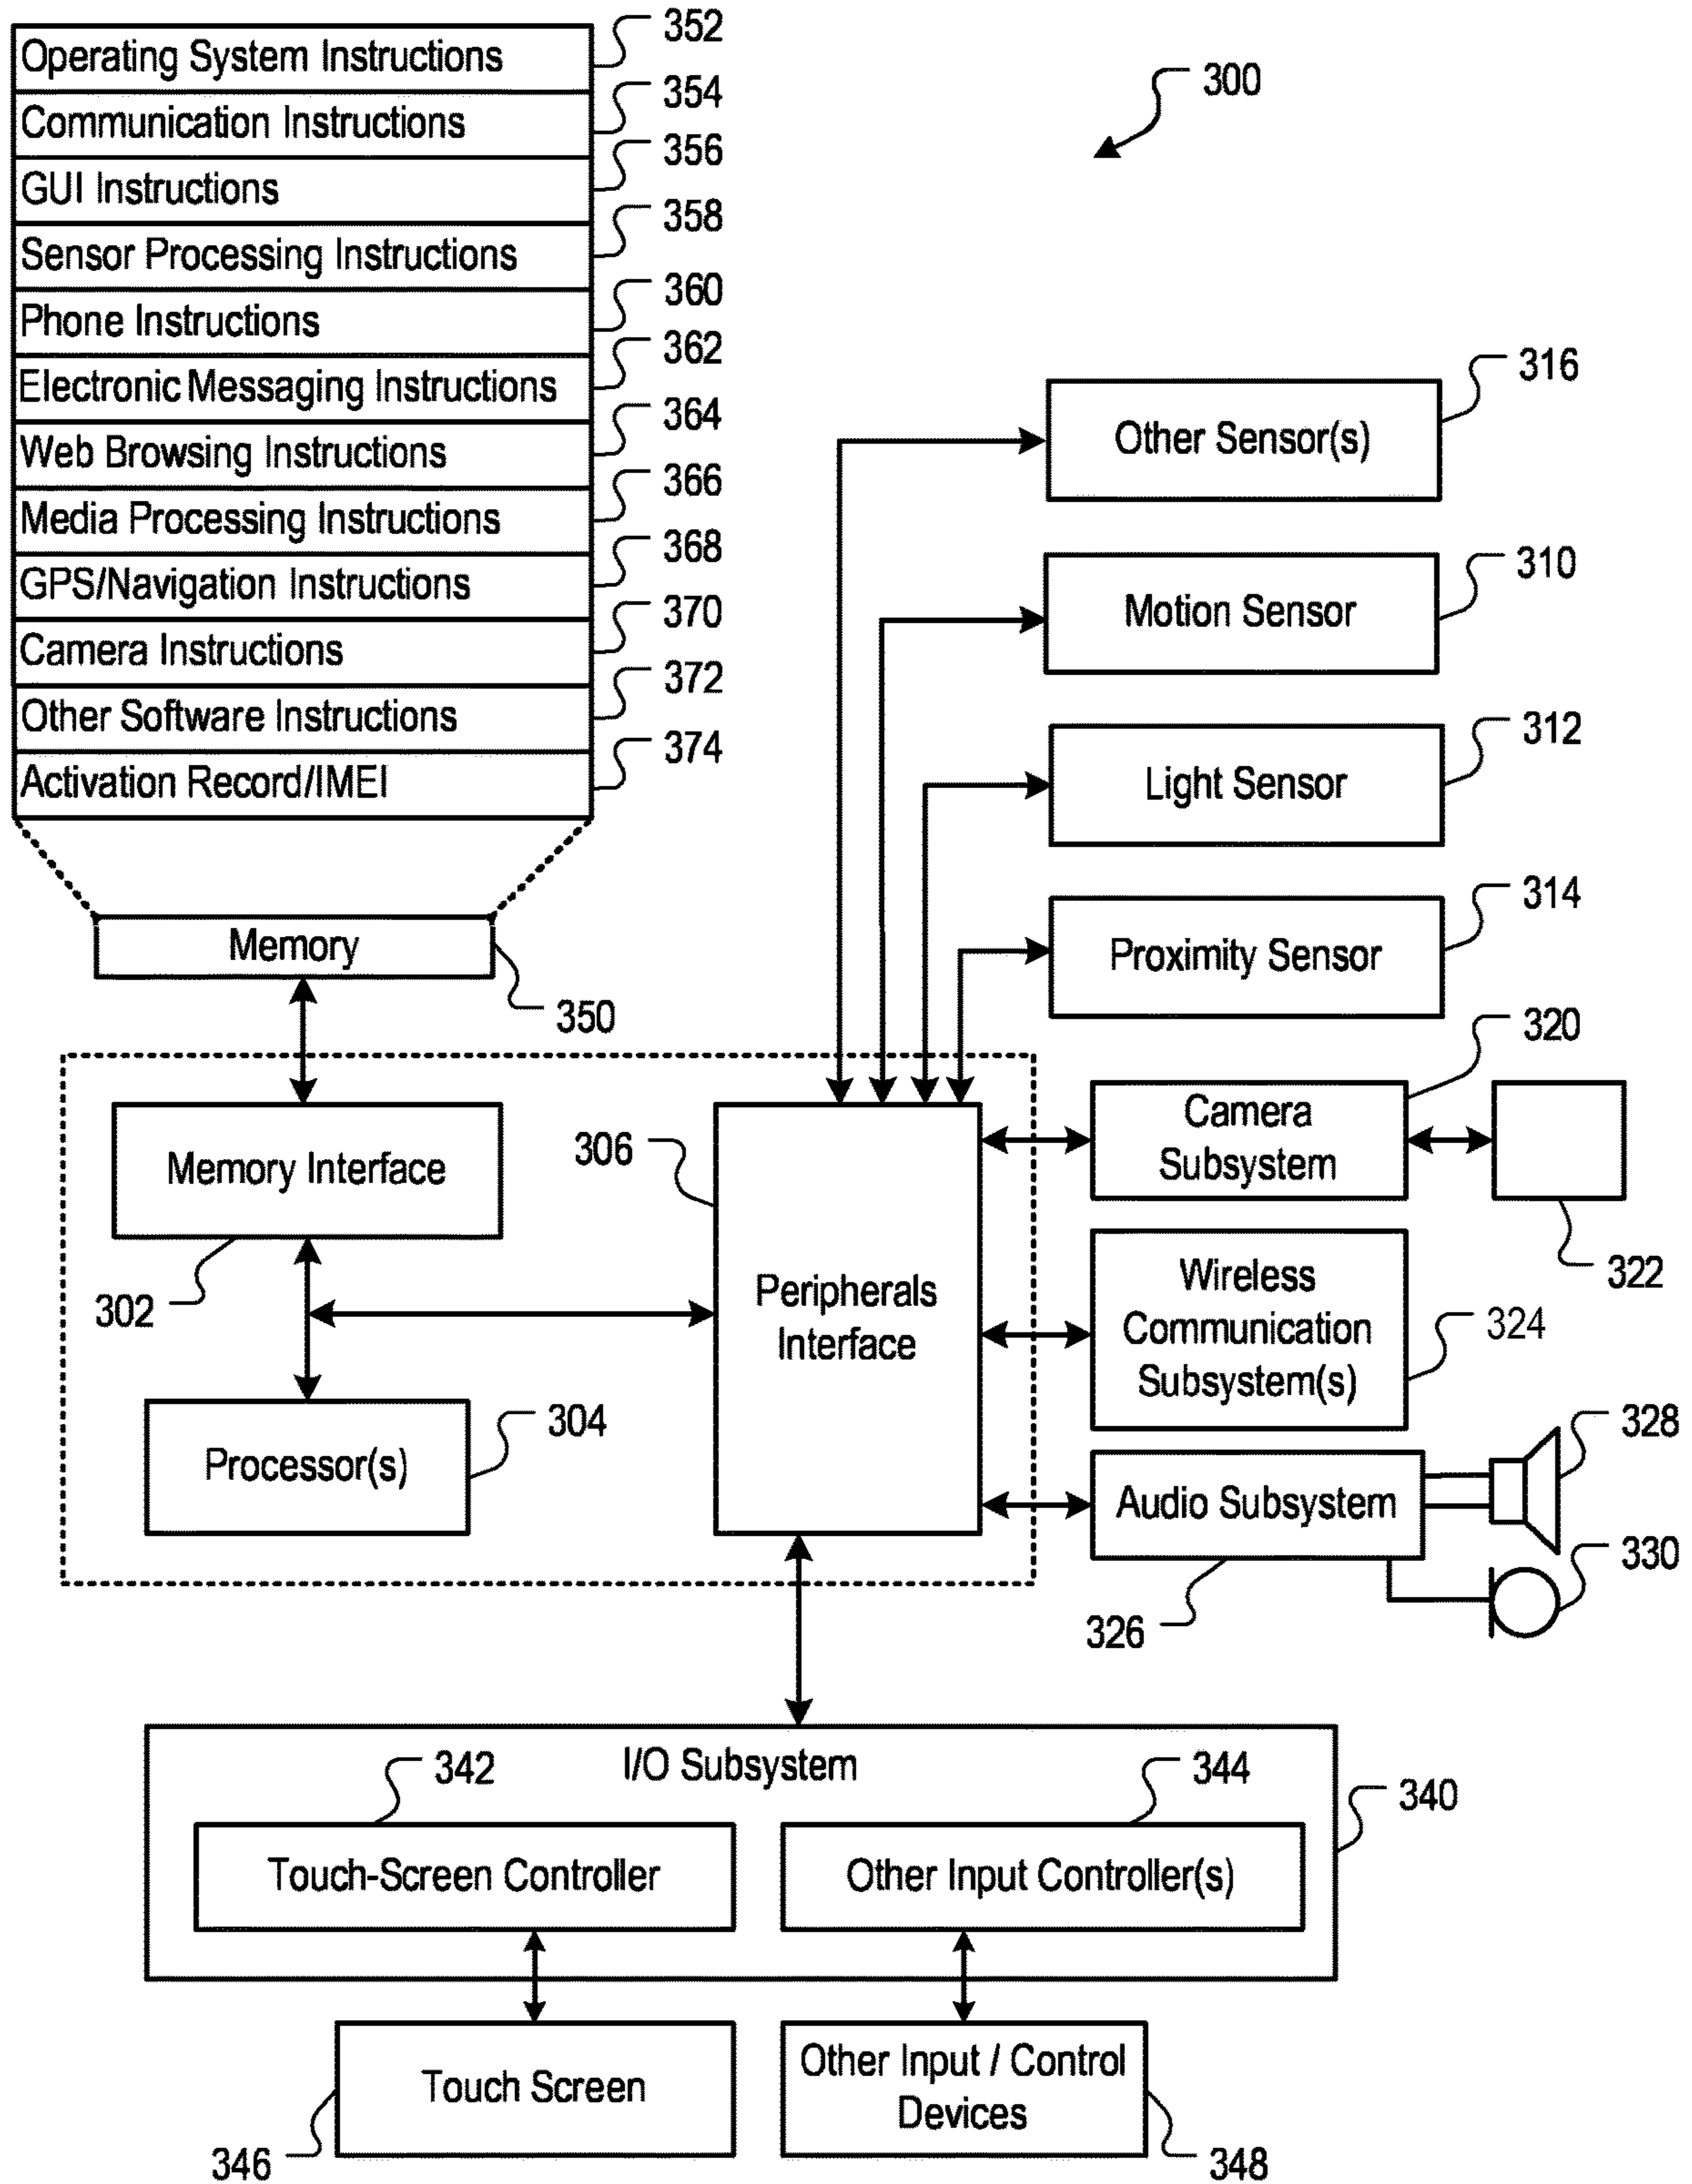 352
Operating System Instructions
354
Communication Instructions
356
GUI Instructions
358
Sensor Processing Instructions
360
Phone Instructions
362
Electronic Messaging Instructions
364
Web Browsing Instructions
366
Media Processing Instructions
368
GPS/Navigation Instructions
370
Camera Instructions
372
Other Software Instructions
374
Activation Record/IMEI
Memory
350
300
316
Other Sensor(s)
310
Motion Sensor
312
Light Sensor
314
Proximity Sensor
320
Camera
Subsystem
322
Memory Interface
302
306
Peripherals
Interface
Wireless
Communication
Subsystem(s)
324
Processor(s)
304
Audio Subsystem
328
330
326
I/O Subsystem
342
344
340
Touch-Screen Controller
Other Input Controller(s)
Touch Screen
346
Other Input / Control
Devices
348